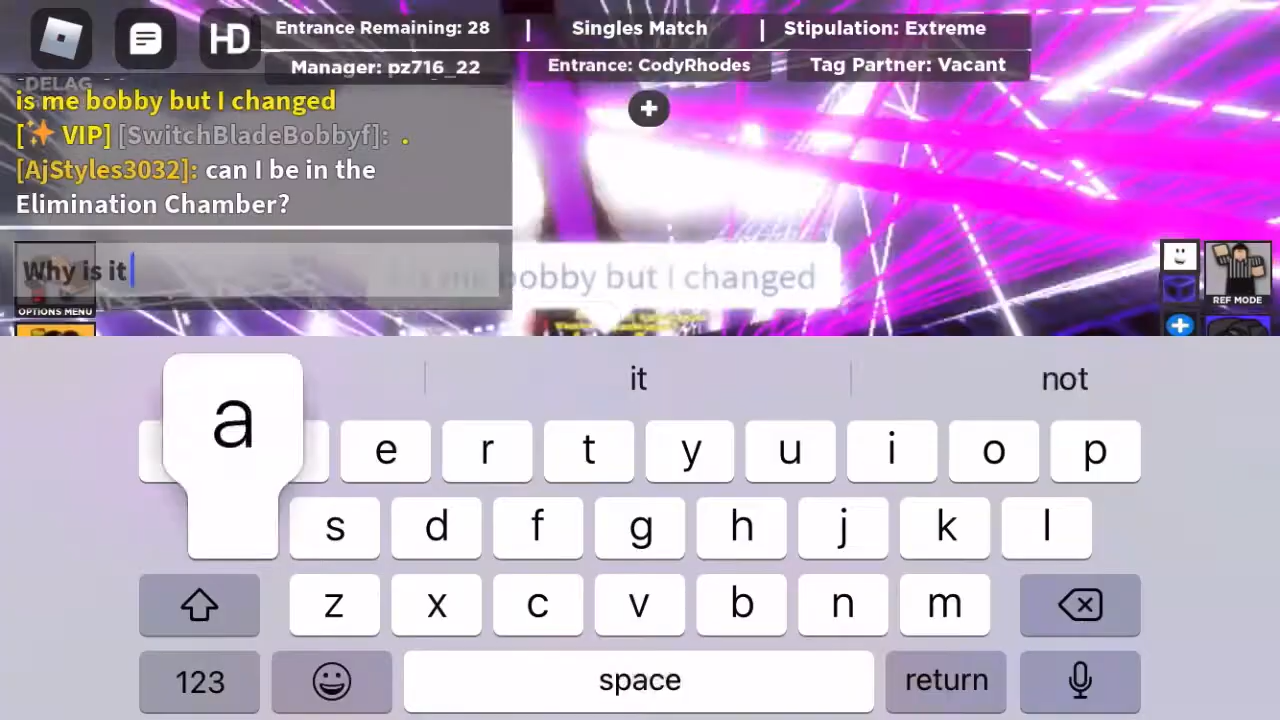 HD
Entrance Remaining: 28 | Singles Match | Stipulation: Extreme
Manager: pz716_22 Entrance: CodyRhodes Tag Partner: Vacant
DELAG
is me bobby but I changed
[✨ VIP] [SwitchBladeBobbyf]: .
[AjStyles3032]: can I be in the
Elimination Chamber?
Why is it
me bobby but I changed
OPTIONS MENU
REF MODE
it not
a
e r t y u i o p
s d f g h j k l
z x c v b n m
123 space return